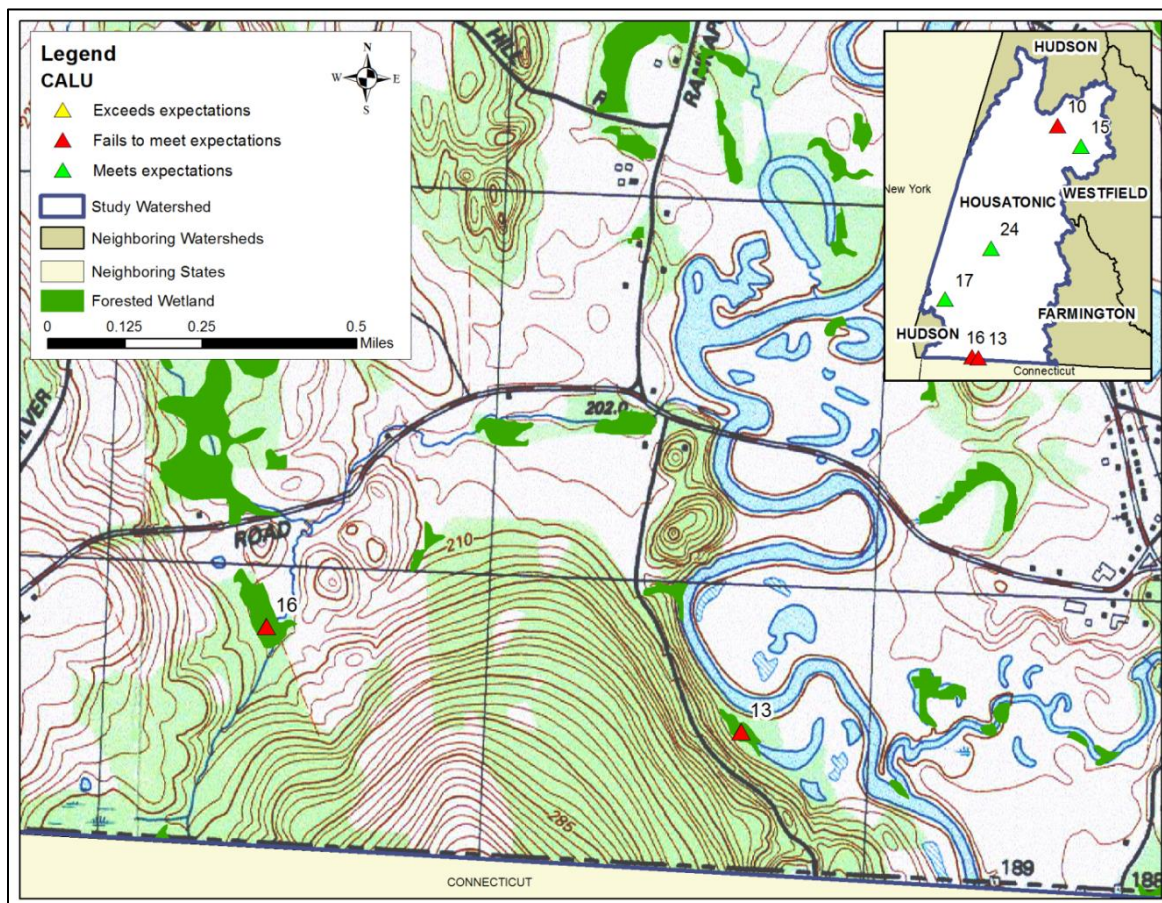 Legend
CALU
Exceeds expectations
Fails to meet expectations
Meets expectations
Study Watershed
Neighboring Watersheds
Neighboring States
Forested Wetland
0 0.125 0.25 0.5
Miles
N
W E
S
HILL
HUDSON
10
15
New York
WESTFIELD
HOUSATONIC
24
17
FARMINGTON
HUDSON
16 13
Connecticut
202.0
ROAD
210
16
13
285
CONNECTICUT
189
188